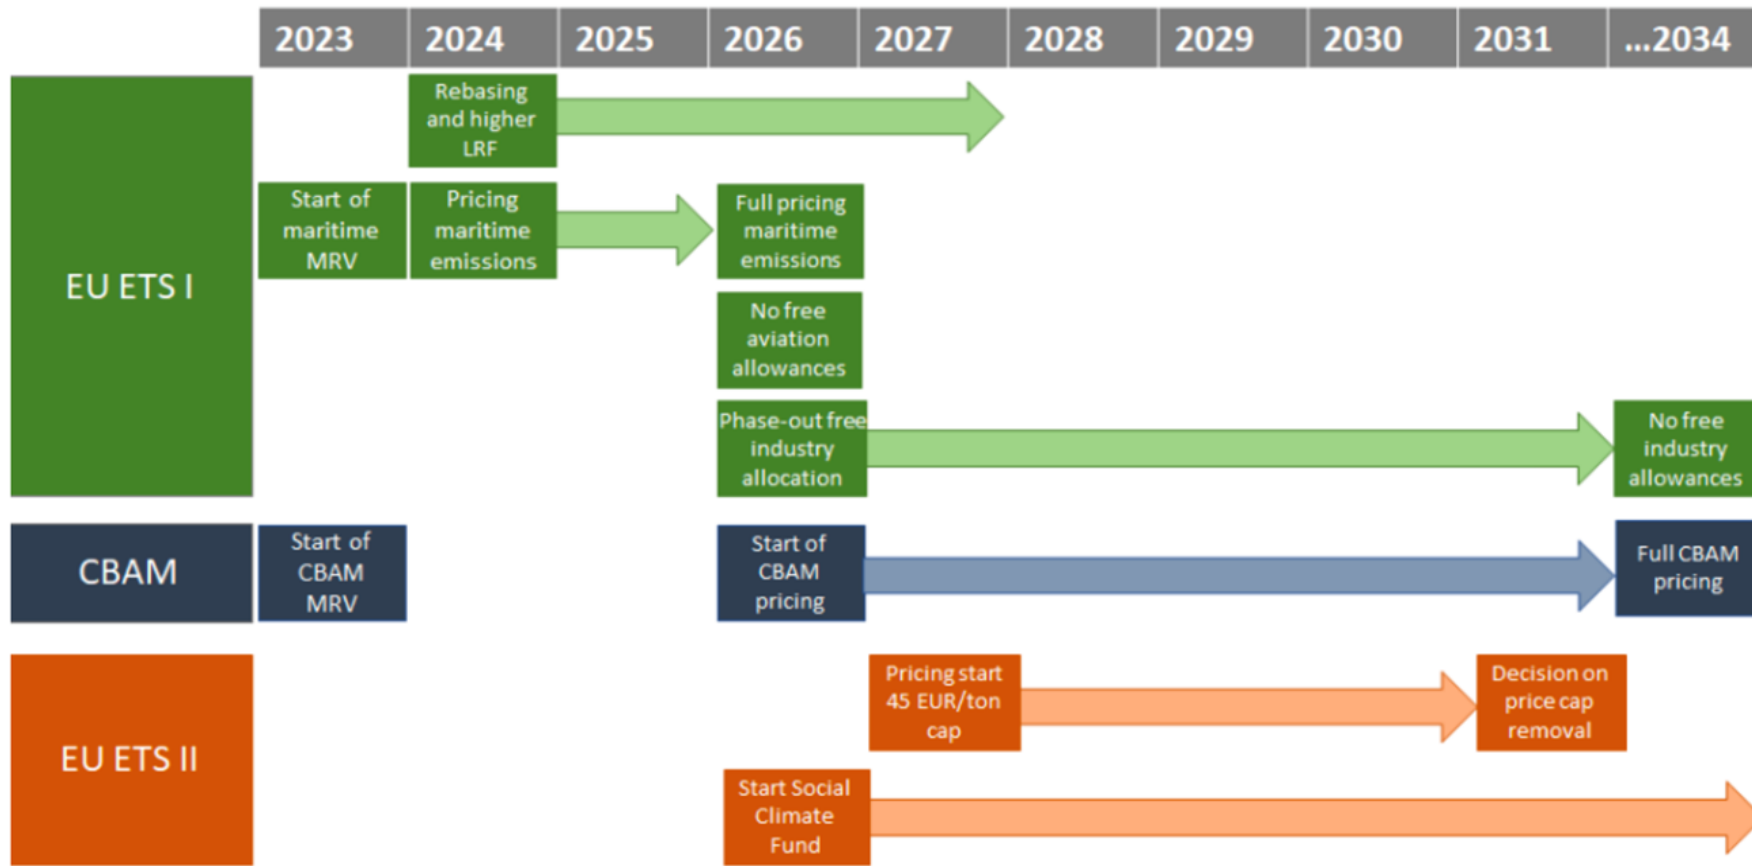 2023 2024 2025 2026 2027 2028 2029 2030 2031 ...2034
EU ETS I
Rebasing
and higher
LRF
Start of
maritime
MRV
Pricing
maritime
emissions
Full pricing
maritime
emissions
No free
aviation
allowances
Phase-out free
industry
allocation
No free
industry
allowances
CBAM
Start of
CBAM
MRV
Start of
CBAM
pricing
Full CBAM
pricing
EU ETS II
Pricing start
45 EUR/ton
cap
Decision on
price cap
removal
Start Social
Climate
Fund